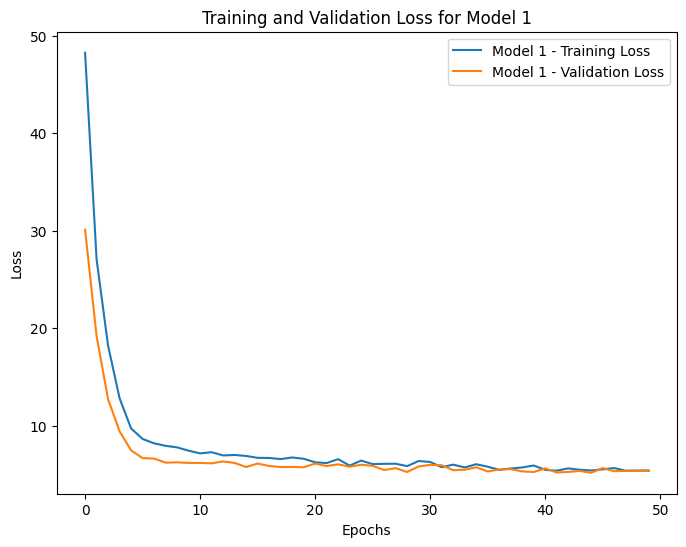 Training and Validation Loss for Model 1
Model 1 - Training Loss
Model 1 - Validation Loss
50
40
30
20
10
Loss
0
10
20
30
40
50
Epochs